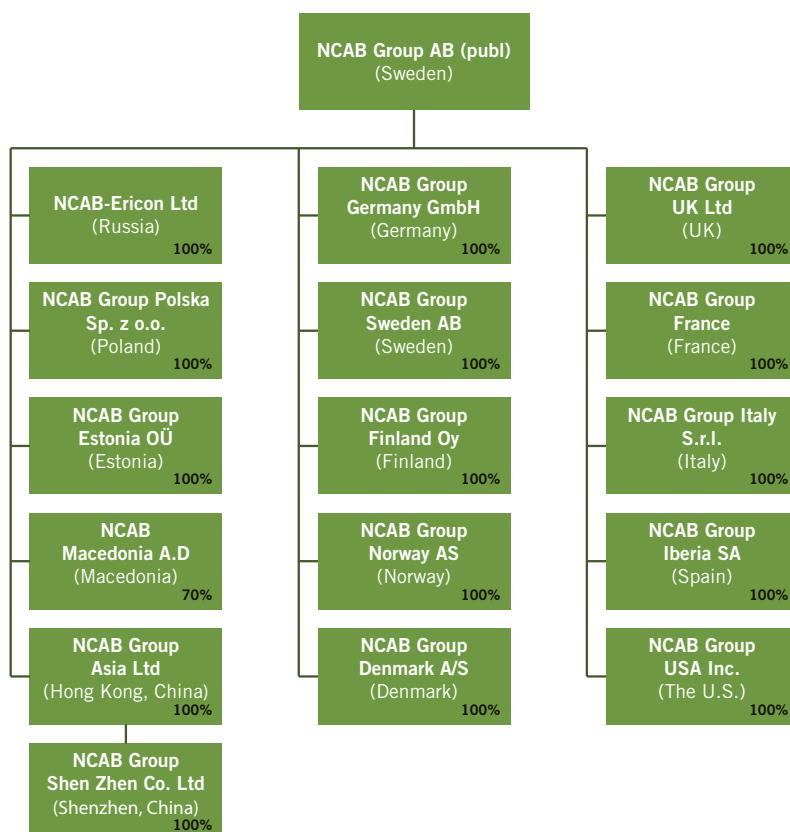 NCAB Group AB (publ)
(Sweden)
NCAB-Ericon Ltd
(Russia)
100%
NCAB Group Polska
Sp. z o.o.
(Poland)
100%
NCAB Group
Estonia OÜ
(Estonia)
100%
NCAB
Macedonia A.D
(Macedonia)
70%
NCAB Group
Asia Ltd
(Hong Kong, China)
100%
NCAB Group
Shen Zhen Co. Ltd
(Shenzhen, China)
100%
NCAB Group
Germany GmbH
(Germany)
100%
NCAB Group
Sweden AB
(Sweden)
100%
NCAB Group
Finland Oy
(Finland)
100%
NCAB Group
Norway AS
(Norway)
100%
NCAB Group
Denmark A/S
(Denmark)
100%
NCAB Group
UK Ltd
(UK)
100%
NCAB Group
France
(France)
100%
NCAB Group Italy
S.r.l.
(Italy)
100%
NCAB Group
Iberia SA
(Spain)
100%
NCAB Group
USA Inc.
(The U.S.)
100%